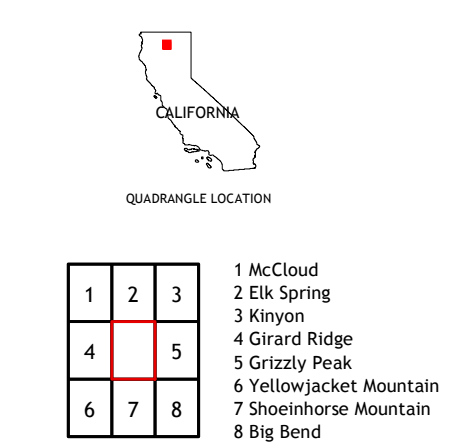 CALIFORNIA
QUADRANGLE LOCATION
1 2 3
4 5
6 7 8
1 McCloud
2 Elk Spring
3 Kinyon
4 Girard Ridge
5 Grizzly Peak
6 Yellowjacket Mountain
7 Shoeinhorse Mountain
8 Big Bend